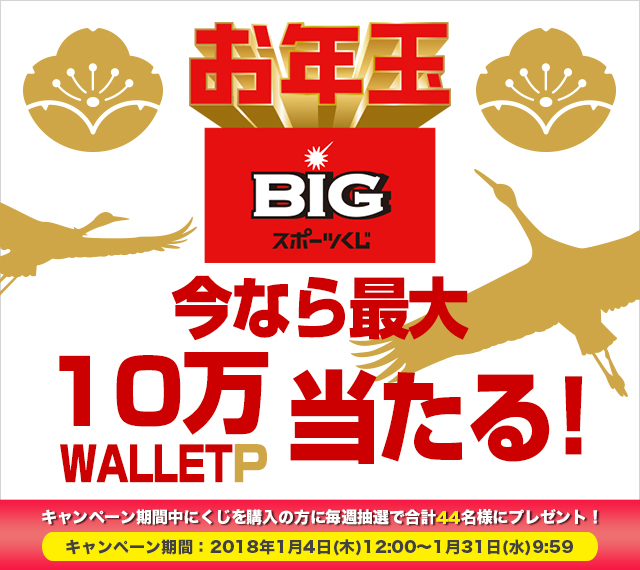 お年玉
BIG
スポーツくじ
今なら最大
10万
WALLETP
当たる!
キャンペーン期間中にくじを購入の方に毎週抽選で合計44名様にプレゼント！
キャンペーン期間：2018年1月4日(木)12:00〜1月31日(水)9:59